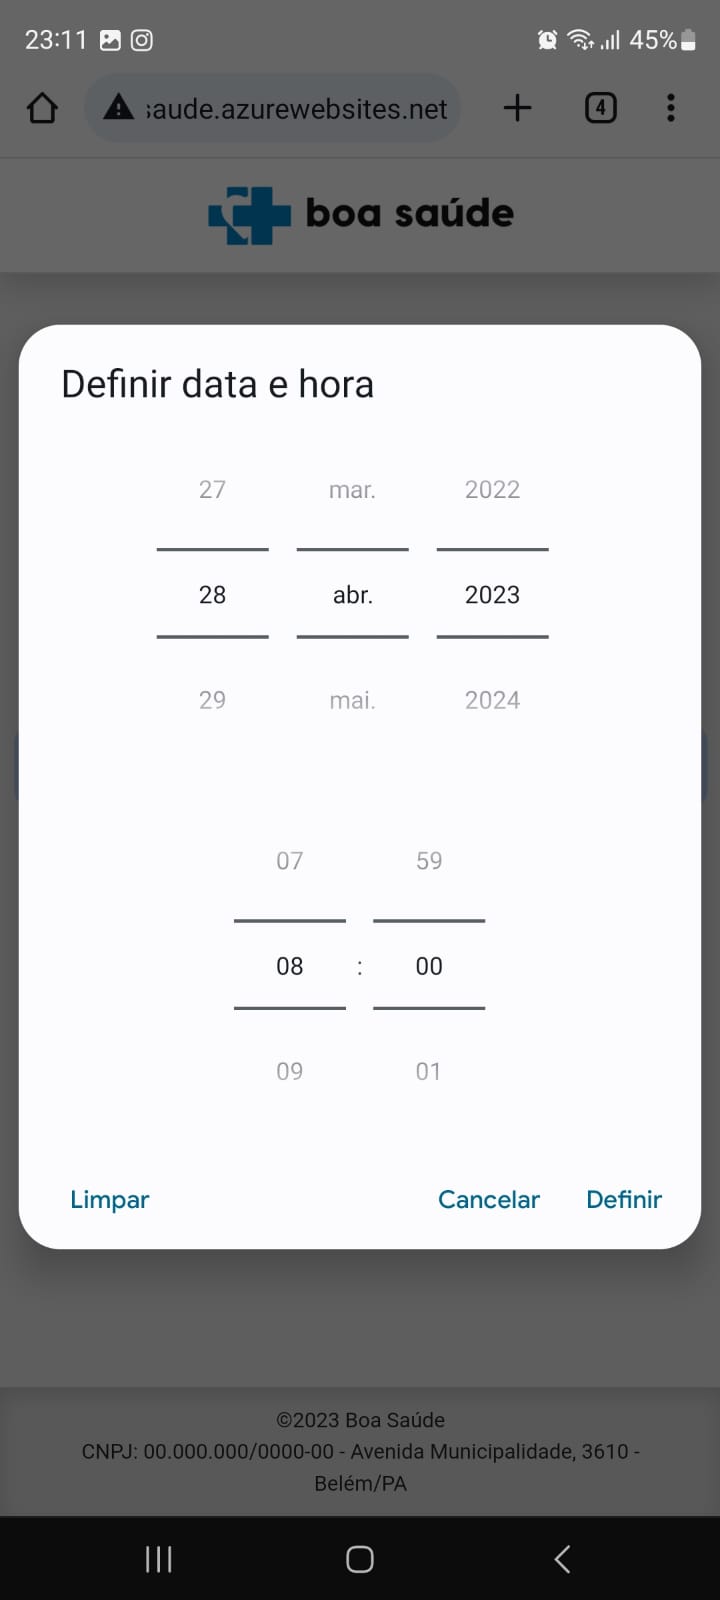 23:11 45%
saude.azurewebsites.net 4
boa saúde
Definir data e hora
27 mar. 2022
28 abr. 2023
29 mai. 2024
07 59
08 : 00
09 01
Limpar Cancelar Definir
©2023 Boa Saúde
CNPJ: 00.000.000/0000-00 - Avenida Municipalidade, 3610 -
Belém/PA